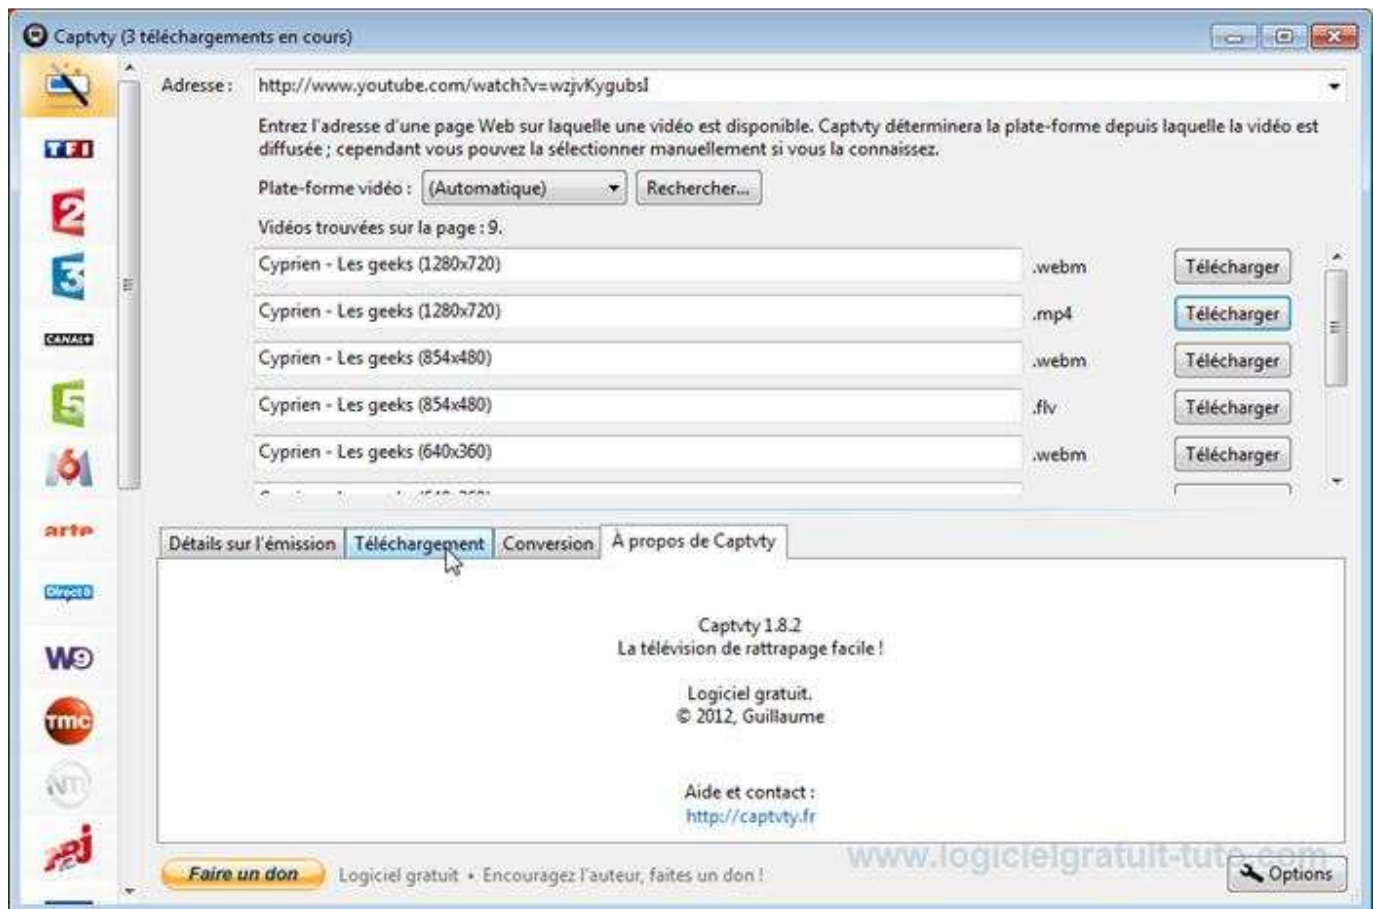 Captvty (3 téléchargements en cours)
Adresse : http://www.youtube.com/watch?v=wzjvKygubsI
Entrez l'adresse d'une page Web sur laquelle une vidéo est disponible. Captvty déterminera la plate-forme depuis laquelle la vidéo est
diffusée ; cependant vous pouvez la sélectionner manuellement si vous la connaissez.
Plate-forme vidéo : (Automatique) Rechercher...
Vidéos trouvées sur la page : 9.
Cyprien - Les geeks (1280x720) .webm Télécharger
Cyprien - Les geeks (1280x720) .mp4 Télécharger
Cyprien - Les geeks (854x480) .webm Télécharger
Cyprien - Les geeks (854x480) .flv Télécharger
Cyprien - Les geeks (640x360) .webm Télécharger
TF1
2
3
CANAL+
5
M6
arte
Direct 8
W9
TMC
NT1
NRJ
Détails sur l'émission Téléchargement Conversion À propos de Captvty
Captvty 1.8.2
La télévision de rattrapage facile !
Logiciel gratuit.
© 2012, Guillaume
Aide et contact :
http://captvty.fr
www.logicielgratuit-tuto.com
Faire un don Logiciel gratuit • Encouragez l'auteur, faites un don ! Options